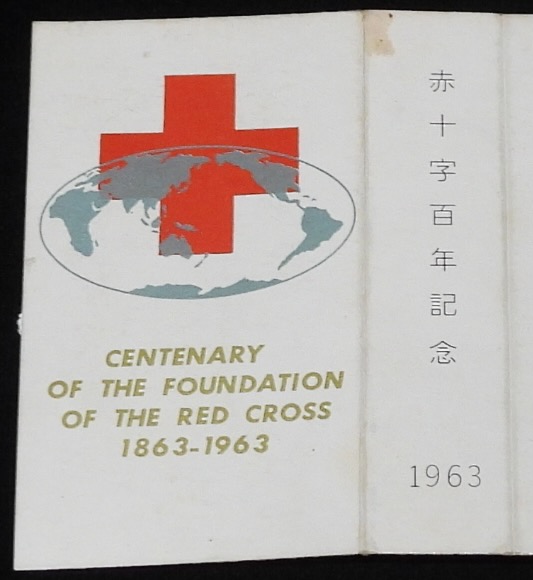 CENTENARY
OF THE FOUNDATION
OF THE RED CROSS
1863-1963
赤十字百年記念
1963